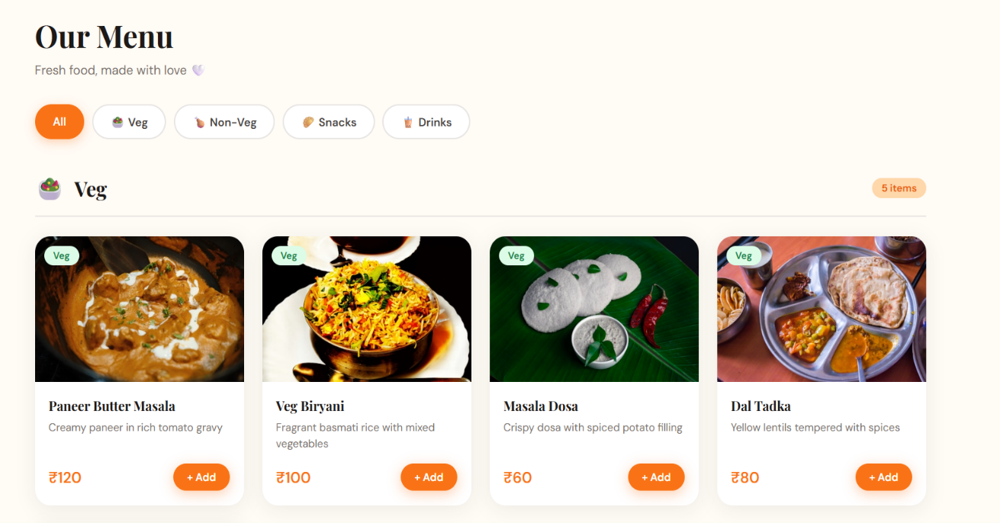 Our Menu
Fresh food, made with love 🤍
All
🥗 Veg
🍗 Non-Veg
🥟 Snacks
🧋 Drinks
🥗 Veg
5 items
Veg
Veg
Veg
Veg
Paneer Butter Masala
Creamy paneer in rich tomato gravy
₹120
+ Add
Veg Biryani
Fragrant basmati rice with mixed
vegetables
₹100
+ Add
Masala Dosa
Crispy dosa with spiced potato filling
₹60
+ Add
Dal Tadka
Yellow lentils tempered with spices
₹80
+ Add